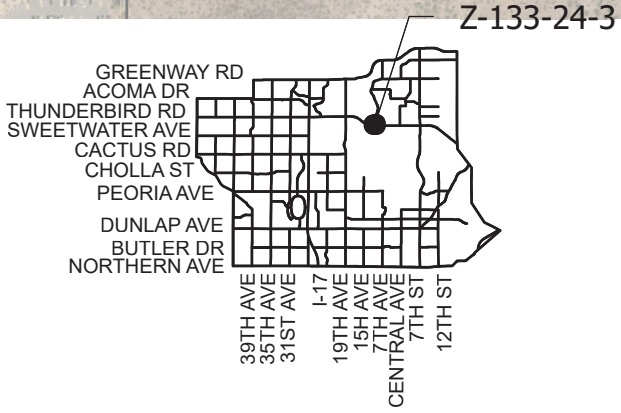 Z-133-24-3
GREENWAY RD
ACOMA DR
THUNDERBIRD RD
SWEETWATER AVE
CACTUS RD
CHOLLA ST
PEORIA AVE
DUNLAP AVE
BUTLER DR
NORTHERN AVE
39TH AVE
35TH AVE
31ST AVE
I-17
19TH AVE
15H AVE
7TH AVE
CENTRAL AVE
7TH ST
12TH ST